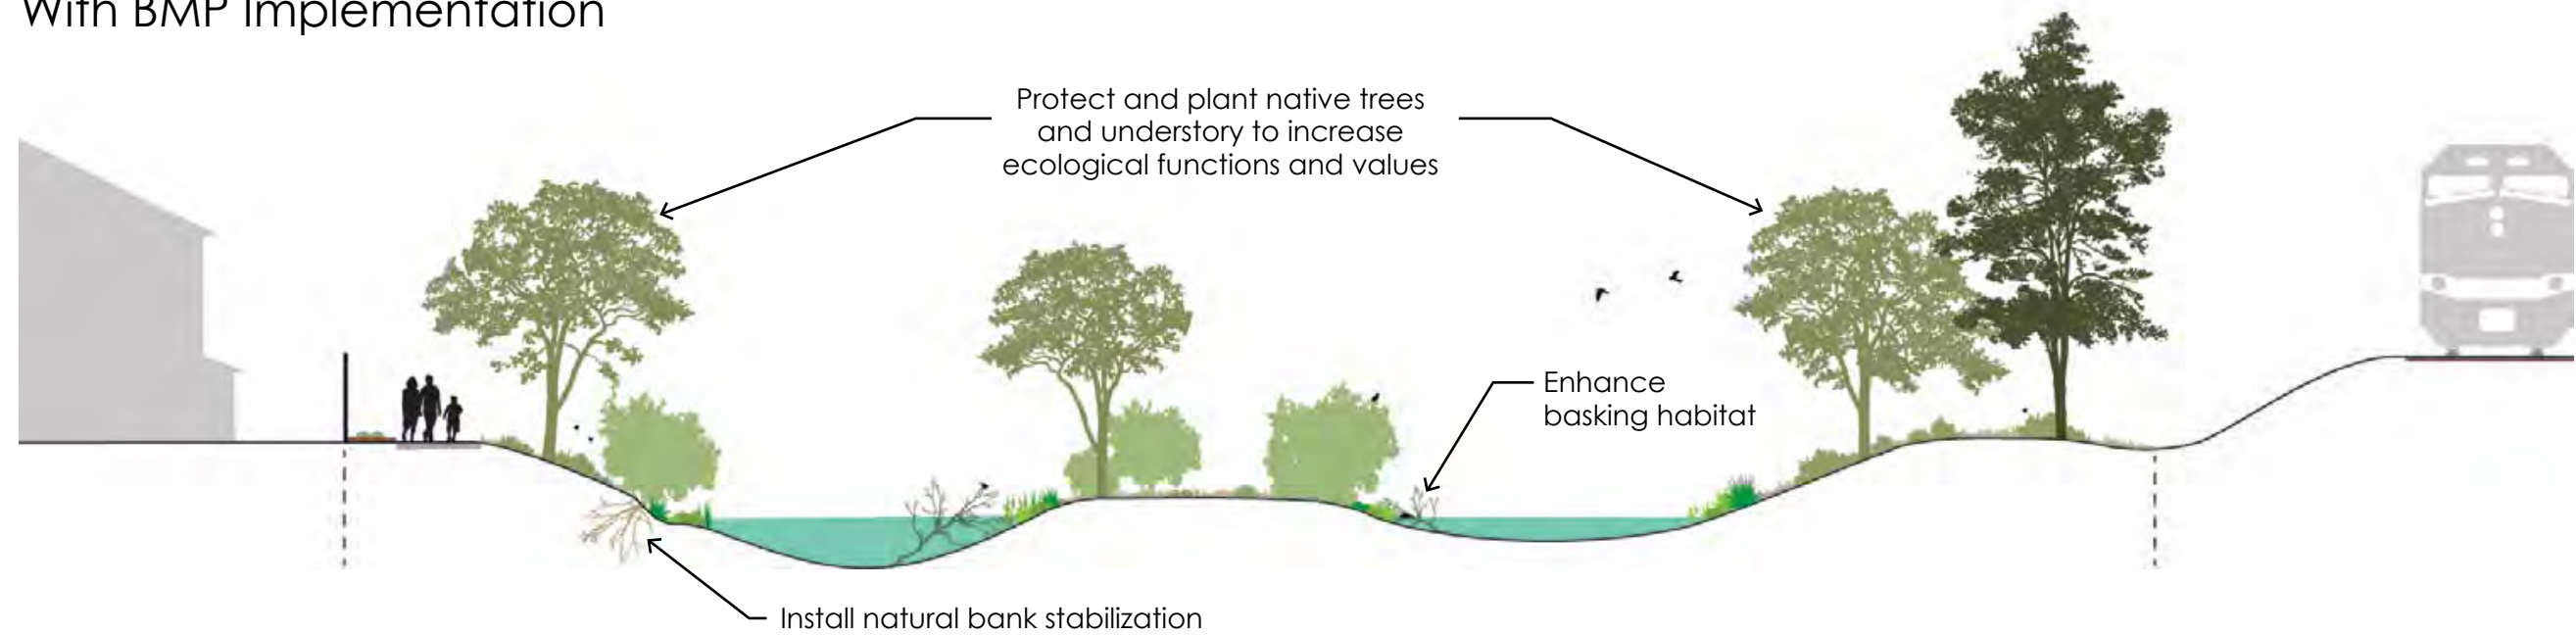 With BMP Implementation
Protect and plant native trees
and understory to increase
ecological functions and values
Enhance
basking habitat
Install natural bank stabilization